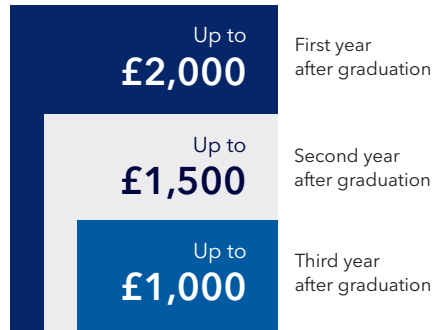 Up to
£2,000
First year
after graduation
Up to
£1,500
Second year
after graduation
Up to
£1,000
Third year
after graduation